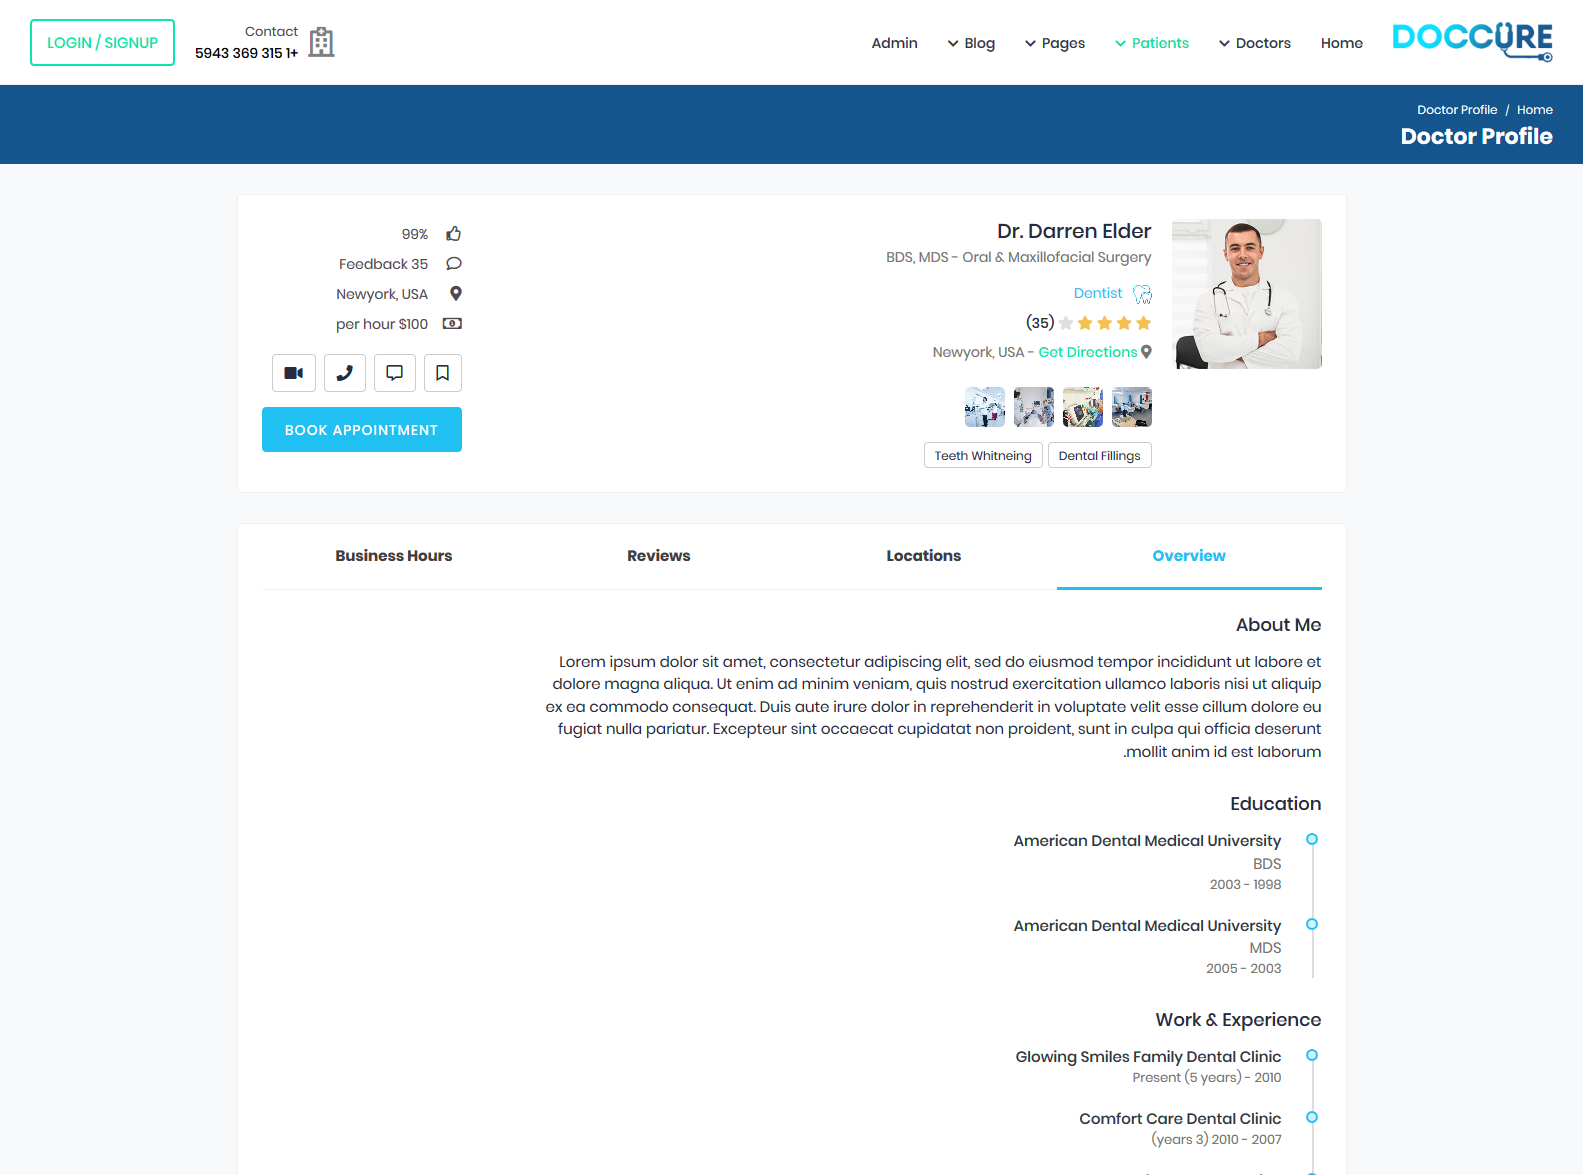 DOCCURE
Home
Doctors
Patients
Pages
Blog
Admin
Contact
5943 369 315 1+
LOGIN / SIGNUP
Doctor Profile / Home
Doctor Profile
Dr. Darren Elder
BDS, MDS - Oral & Maxillofacial Surgery
Dentist
(35)
Newyork, USA - Get Directions
Teeth Whitneing
Dental Fillings
99%
Feedback 35
Newyork, USA
per hour $100
BOOK APPOINTMENT
Overview
Locations
Reviews
Business Hours
About Me
Lorem ipsum dolor sit amet, consectetur adipiscing elit, sed do eiusmod tempor incididunt ut labore et
dolore magna aliqua. Ut enim ad minim veniam, quis nostrud exercitation ullamco laboris nisi ut aliquip
ex ea commodo consequat. Duis aute irure dolor in reprehenderit in voluptate velit esse cillum dolore eu
fugiat nulla pariatur. Excepteur sint occaecat cupidatat non proident, sunt in culpa qui officia deserunt
.mollit anim id est laborum
Education
American Dental Medical University
BDS
2003 - 1998
American Dental Medical University
MDS
2005 - 2003
Work & Experience
Glowing Smiles Family Dental Clinic
Present (5 years) - 2010
Comfort Care Dental Clinic
(years 3) 2010 - 2007